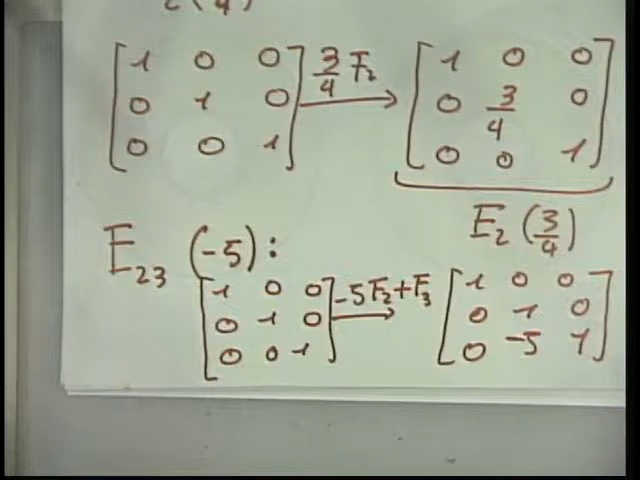 2 ( 4 )
[1 0 0 0 1 0 0 0 1] 3/4 F₂ → [1 0 0 0 3/4 0 0 0 1]
E₂ (3/4)
E₂₃ (-5):
[1 0 0 0 1 0 0 0 1] -5F₂+F₃ → [1 0 0 0 1 0 0 -5 1]